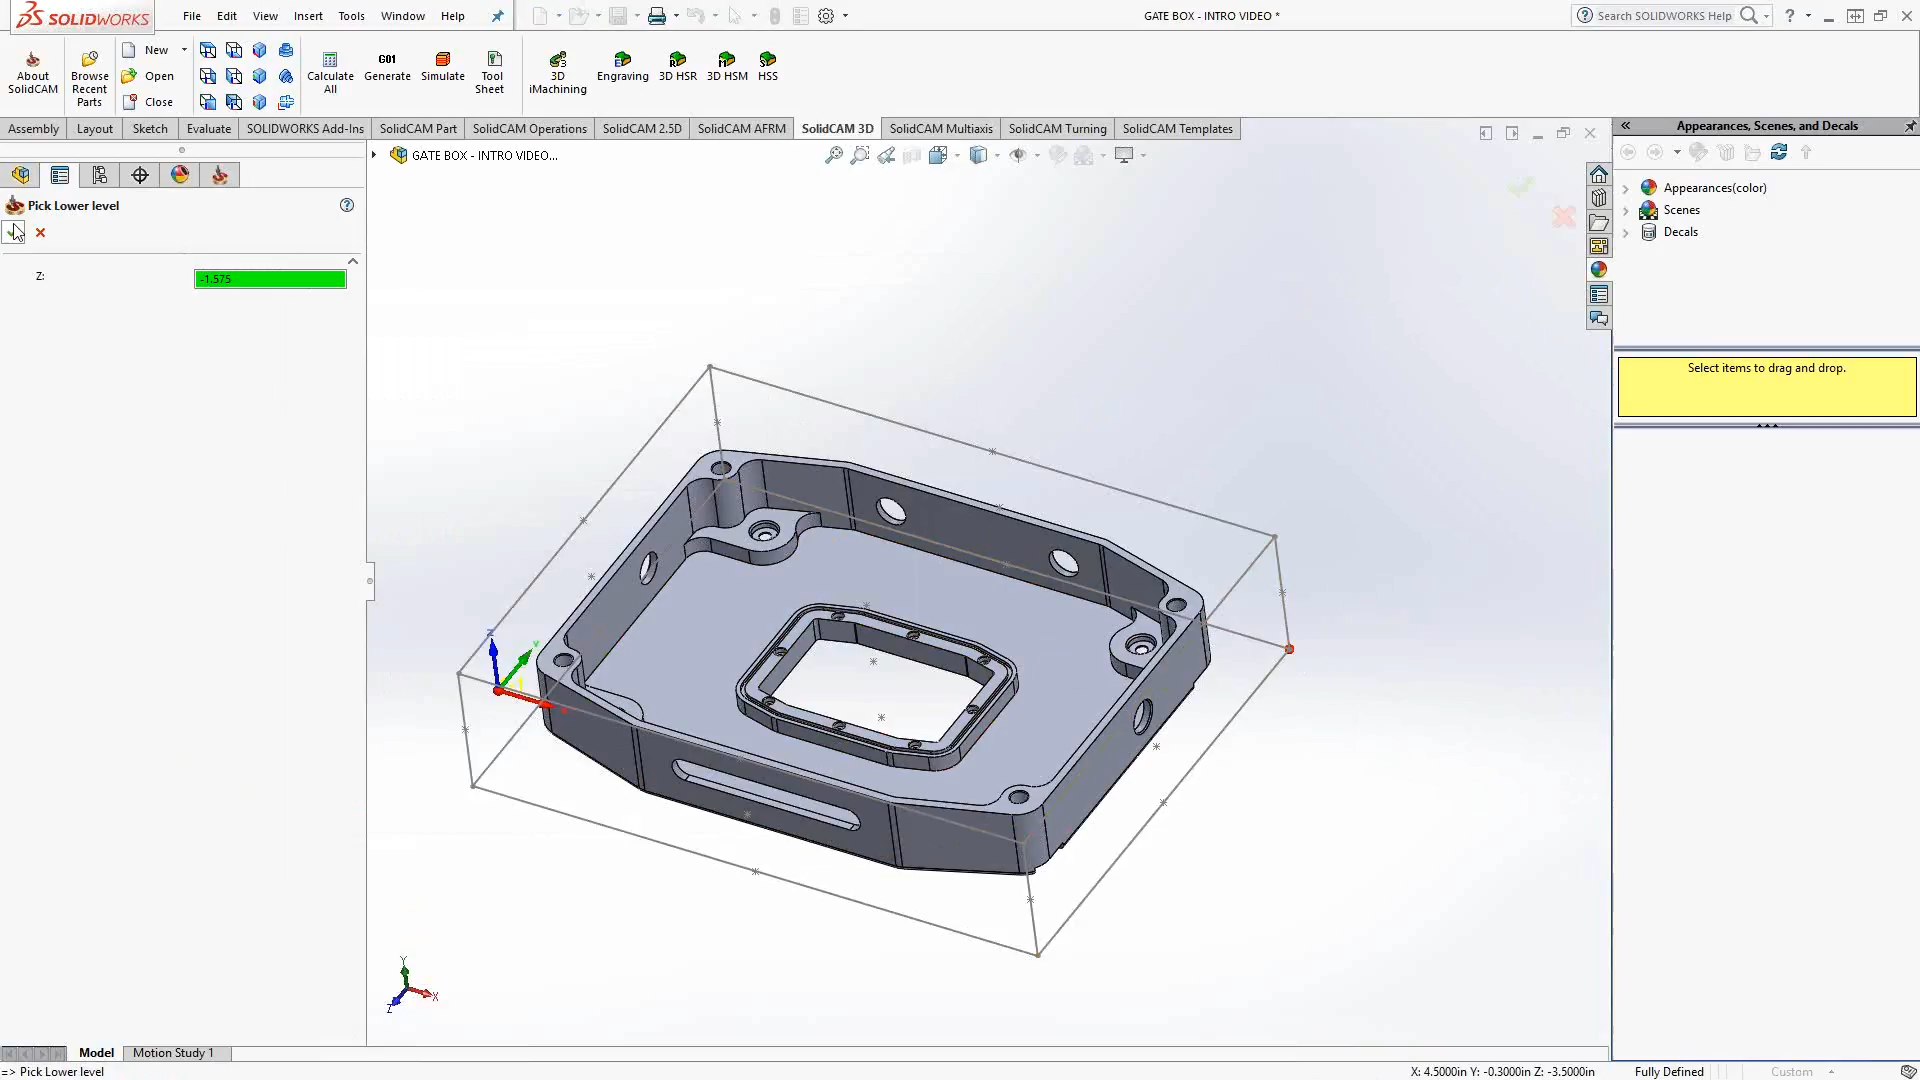 SOLIDWORKS
File Edit View Insert Tools Window Help
GATE BOX - INTRO VIDEO *
Search SOLIDWORKS Help
?
About SolidCAM
Browse Recent Parts
New
Open
Close
Calculate All
G01
Generate
Simulate
Tool Sheet
3D iMachining
Engraving
3D HSR
3D HSM
HSS
Assembly Layout Sketch Evaluate SOLIDWORKS Add-Ins SolidCAM Part SolidCAM Operations SolidCAM 2.5D SolidCAM AFRM SolidCAM 3D SolidCAM Multiaxis SolidCAM Turning SolidCAM Templates
Appearances, Scenes, and Decals
GATE BOX - INTRO VIDEO...
Appearances(color)
Scenes
Decals
Pick Lower level
Z:
-1.575
Select items to drag and drop.
Y
X
Z
Model Motion Study 1
=> Pick Lower level
X: 4.5000in Y: -0.3000in Z: -3.5000in
Fully Defined
Custom